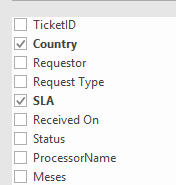 TicketID
Country
Requestor
Request Type
SLA
Received On
Status
ProcessorName
Meses